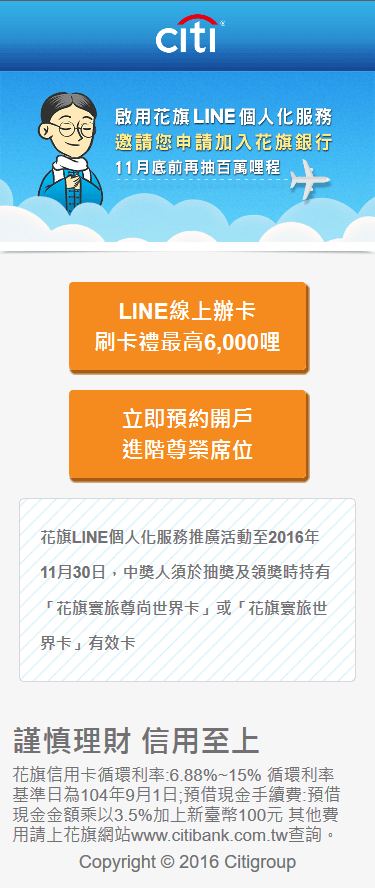 citi®
啟用花旗LINE個人化服務
邀請您申請加入花旗銀行
11月底前再抽百萬哩程
LINE線上辦卡
刷卡禮最高6,000哩
立即預約開戶
進階尊榮席位
花旗LINE個人化服務推廣活動至2016年
11月30日，中獎人須於抽獎及領獎時持有
「花旗寰旅尊尚世界卡」或「花旗寰旅世
界卡」有效卡
謹慎理財 信用至上
花旗信用卡循環利率:6.88%~15% 循環利率
基準日為104年9月1日;預借現金手續費:預借
現金金額乘以3.5%加上新臺幣100元 其他費
用請上花旗網站www.citibank.com.tw查詢。
Copyright © 2016 Citigroup